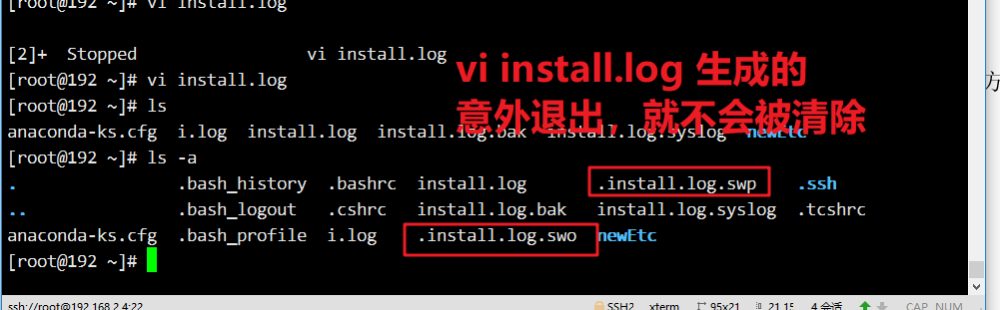 [root@192 ~]# vi install.log
[2]+  Stopped                 vi install.log
[root@192 ~]# vi install.log
vi install.log 生成的
[root@192 ~]# ls
意外退出，就不会被清除
anaconda-ks.cfg  i.log  install.log  install.log.bak  install.log.syslog  newEtc
[root@192 ~]# ls -a
.                .bash_history  .bashrc  install.log      .install.log.swp    .ssh
..               .bash_logout   .cshrc   install.log.bak  install.log.syslog  .tcshrc
anaconda-ks.cfg  .bash_profile  i.log    .install.log.swo  newEtc
[root@192 ~]#
方
ssh://root@192.168.2.4:22  SSH2  xterm  95x21  21,15  4 会话  CAP  NUM